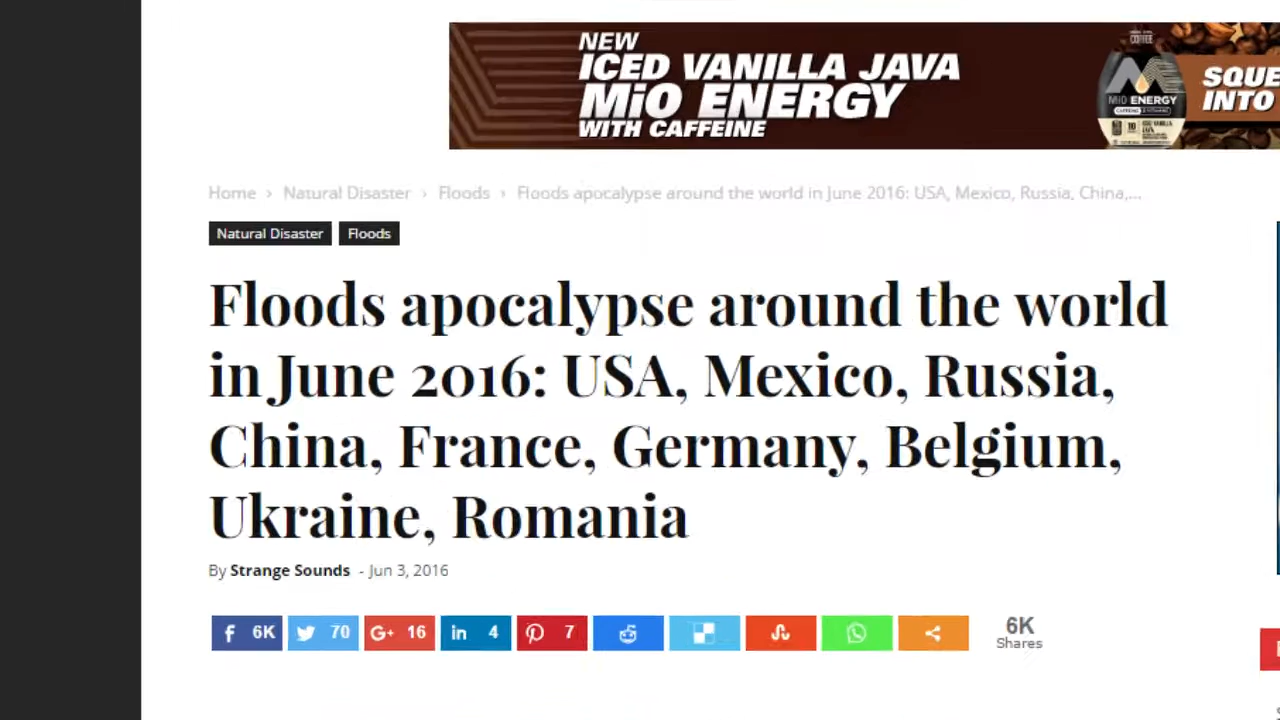 NEW
ICED VANILLA JAVA
MiO ENERGY
WITH CAFFEINE
COFFEE
MiO ENERGY
SQUE
INTO
Home › Natural Disaster › Floods › Floods apocalypse around the world in June 2016: USA, Mexico, Russia, China,...
Natural Disaster Floods
Floods apocalypse around the world
in June 2016: USA, Mexico, Russia,
China, France, Germany, Belgium,
Ukraine, Romania
By Strange Sounds - Jun 3, 2016
6K 70 G+ 16 in 4 7 6K
Shares